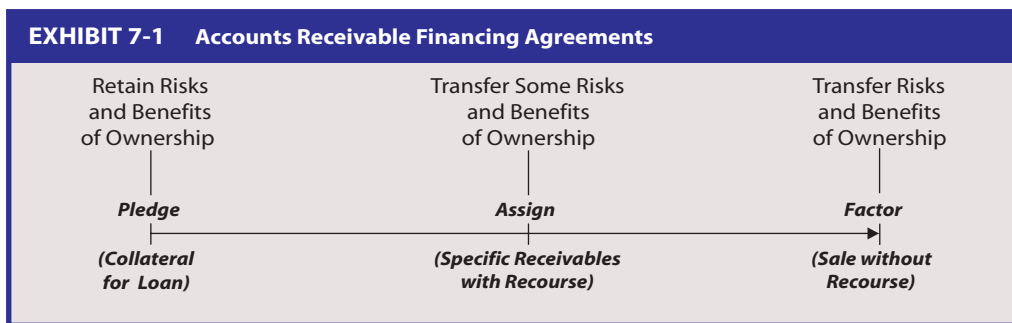 EXHIBIT 7-1 Accounts Receivable Financing Agreements
Retain Risks
and Benefits
of Ownership
Transfer Some Risks
and Benefits
of Ownership
Transfer Risks
and Benefits
of Ownership
Pledge
Assign
Factor
(Collateral
for Loan)
(Specific Receivables
with Recourse)
(Sale without
Recourse)